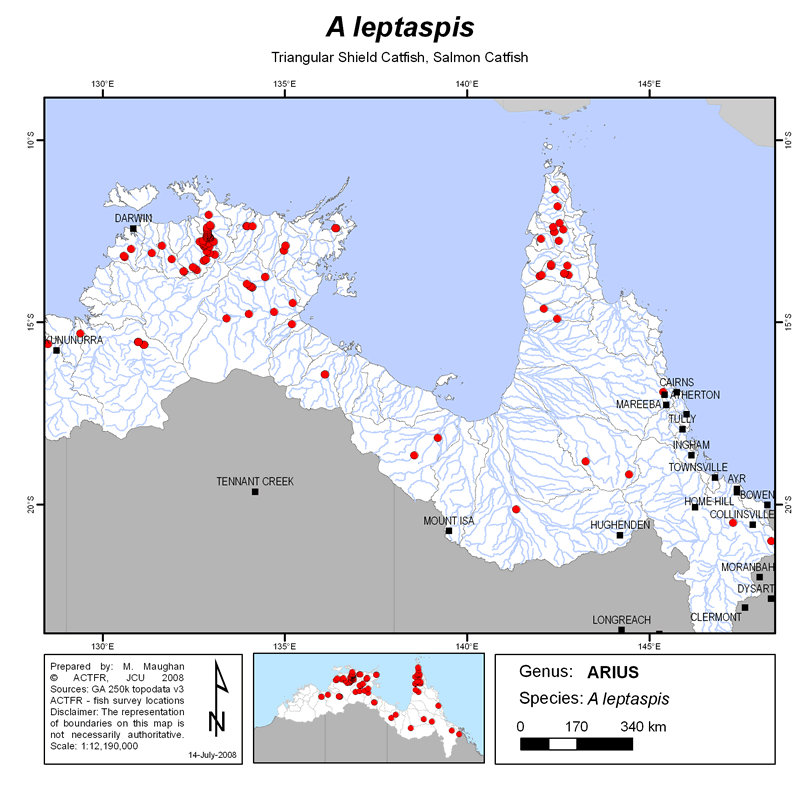 A leptaspis
Triangular Shield Catfish, Salmon Catfish
130°E 135°E 140°E 145°E
10°S 10°S
DARWIN
15°S 15°S
UNUNURRA
CAIRNS
ATHERTON
MAREEBA
TULLY
INGHAM
TOWNSVILLE
TENNANT CREEK
AYR
BOWEN
20°S 20°S
HOME HILL
COLLINSVILLE
MOUNT ISA
HUGHENDEN
MORANBAH
DYSART
CLERMONT
LONGREACH
130°E 135°E 140°E 145°E
Prepared by: M. Maughan
© ACTFR, JCU 2008
Sources: GA 250k topodata v3
ACTFR - fish survey locations
Disclaimer: The representation
of boundaries on this map is
not necessarily authoritative.
Scale: 1:12,190,000
N
14-July-2008
Genus: ARIUS
Species: A leptaspis
0 170 340 km